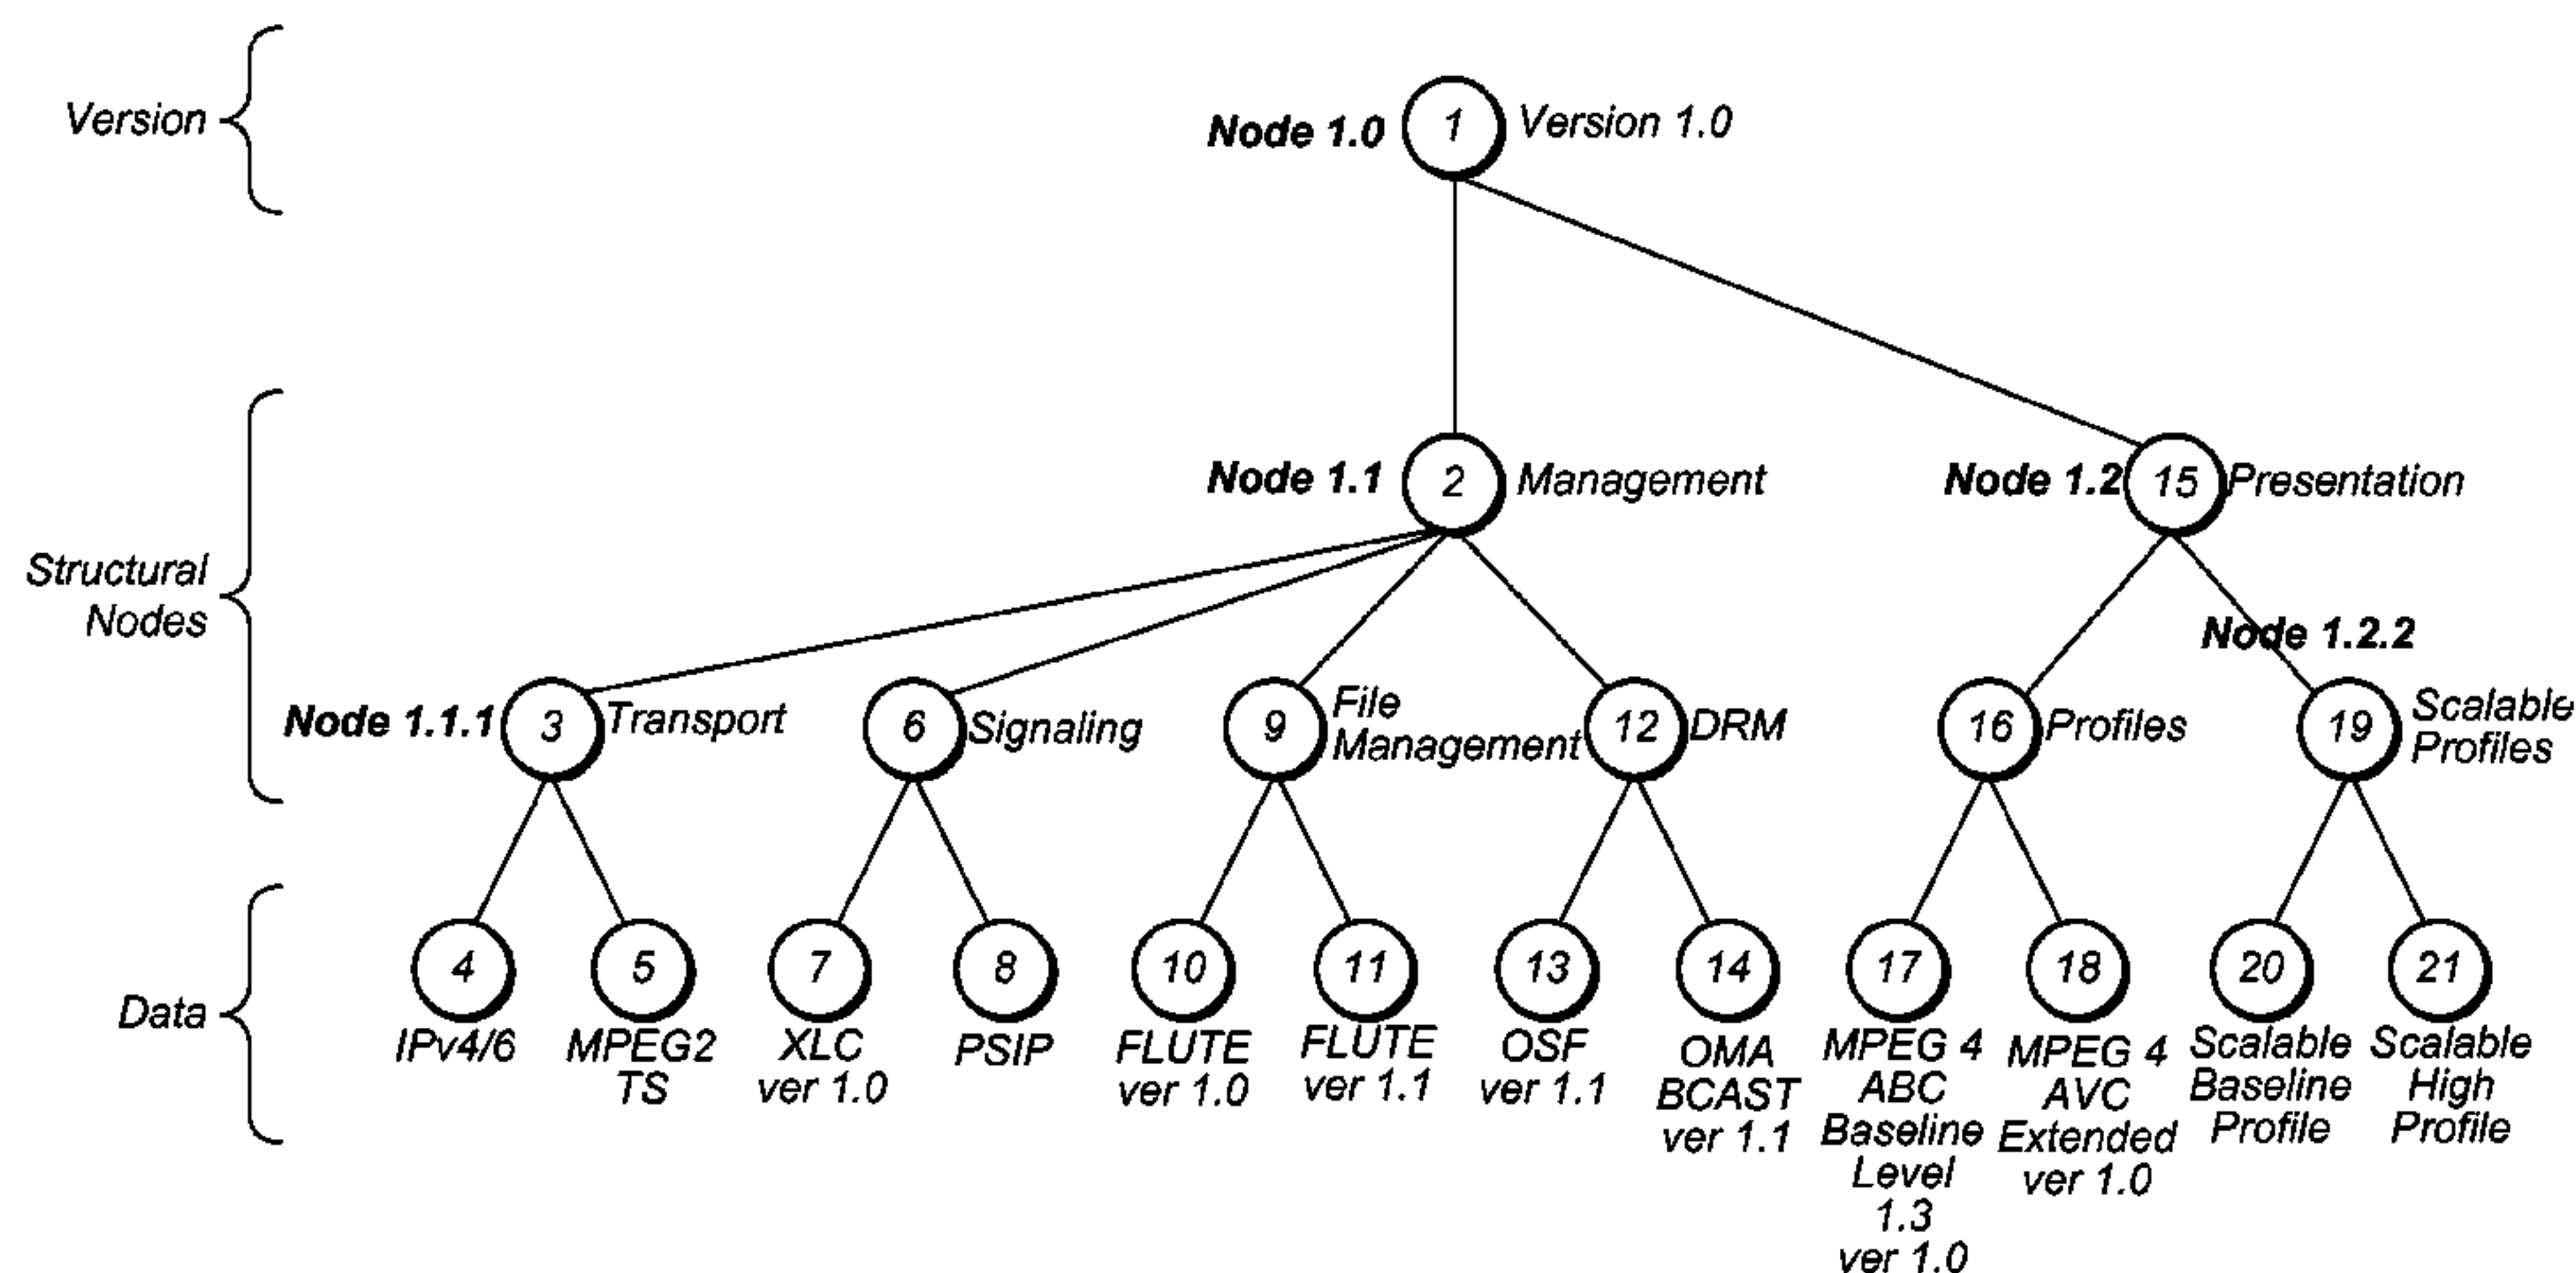 Version
Node 1.0
1
Version 1.0
Structural
Nodes
Node 1.1
2
Management
Node 1.2
15
Presentation
Node 1.2.2
Node 1.1.1
3
Transport
6
Signaling
9
File
Management
12
DRM
16
Profiles
19
Scalable
Profiles
Data
4
IPv4/6
5
MPEG2
TS
7
XLC
ver 1.0
8
PSIP
10
FLUTE
ver 1.0
11
FLUTE
ver 1.1
13
OSF
ver 1.1
14
OMA
BCAST
ver 1.1
17
MPEG 4
ABC
Baseline
Level
1.3
ver 1.0
18
MPEG 4
AVC
Extended
ver 1.0
20
Scalable
Baseline
Profile
21
Scalable
High
Profile